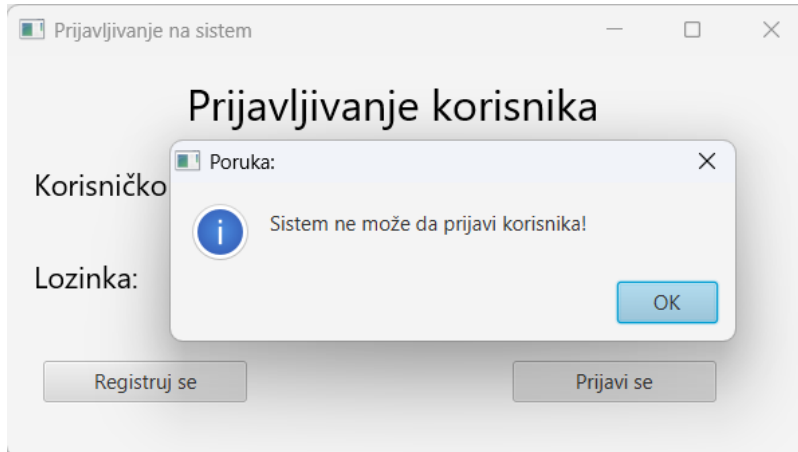 Prijavljivanje na sistem
Prijavljivanje korisnika
Poruka:
Korisničko
Sistem ne može da prijavi korisnika!
Lozinka:
OK
Registruj se
Prijavi se